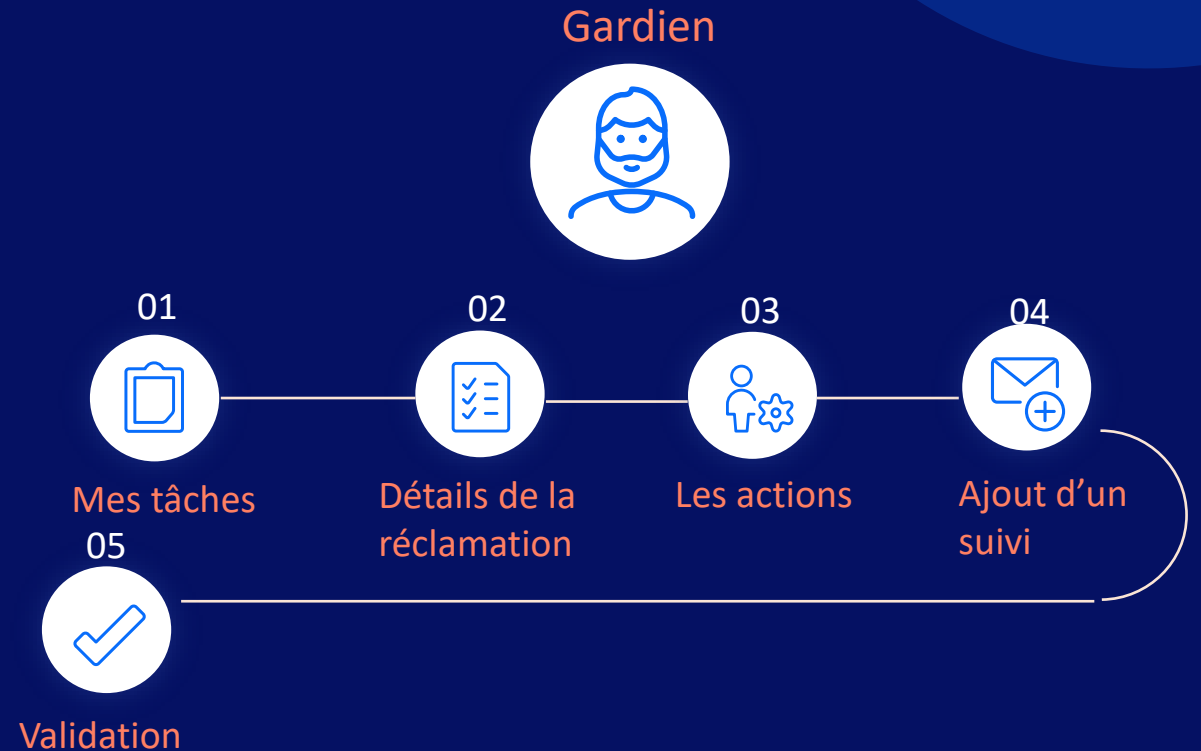 Gardien
01
Mes tâches
02
Détails de la
réclamation
03
Les actions
04
Ajout d’un
suivi
05
Validation